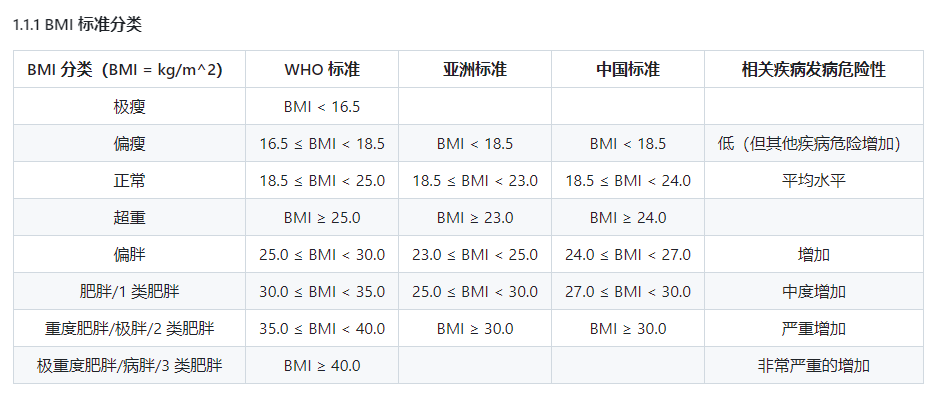 1.1.1 BMI 标准分类
BMI 分类（BMI = kg/m^2） WHO 标准 亚洲标准 中国标准 相关疾病发病危险性
极瘦 BMI < 16.5
偏瘦 16.5 ≤ BMI < 18.5 BMI < 18.5 BMI < 18.5 低（但其他疾病危险增加）
正常 18.5 ≤ BMI < 25.0 18.5 ≤ BMI < 23.0 18.5 ≤ BMI < 24.0 平均水平
超重 BMI ≥ 25.0 BMI ≥ 23.0 BMI ≥ 24.0
偏胖 25.0 ≤ BMI < 30.0 23.0 ≤ BMI < 25.0 24.0 ≤ BMI < 27.0 增加
肥胖/1 类肥胖 30.0 ≤ BMI < 35.0 25.0 ≤ BMI < 30.0 27.0 ≤ BMI < 30.0 中度增加
重度肥胖/极胖/2 类肥胖 35.0 ≤ BMI < 40.0 BMI ≥ 30.0 BMI ≥ 30.0 严重增加
极重度肥胖/病胖/3 类肥胖 BMI ≥ 40.0 非常严重的增加